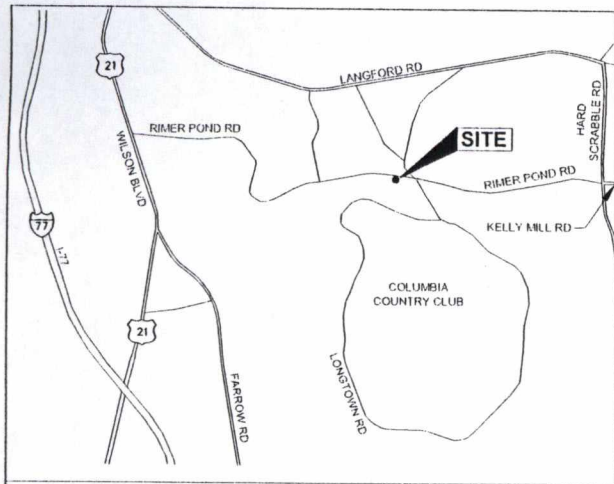 21
LANGFORD RD
HARD
SCRABBLE RD
WILSON BLVD
RIMER POND RD
SITE
RIMER POND RD
77
I-77
KELLY MILL RD
COLUMBIA
COUNTRY CLUB
21
FARROW RD
LONGTOWN RD